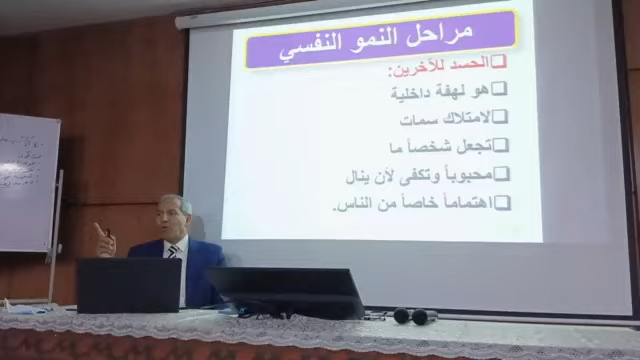 مراحل النمو النفسي
الحسد للآخرين:
هو لهفة داخلية
لامتلاك سمات
تجعل شخصاً ما
محبوباً وتكفى لأن ينال
اهتماماً خاصاً من الناس.